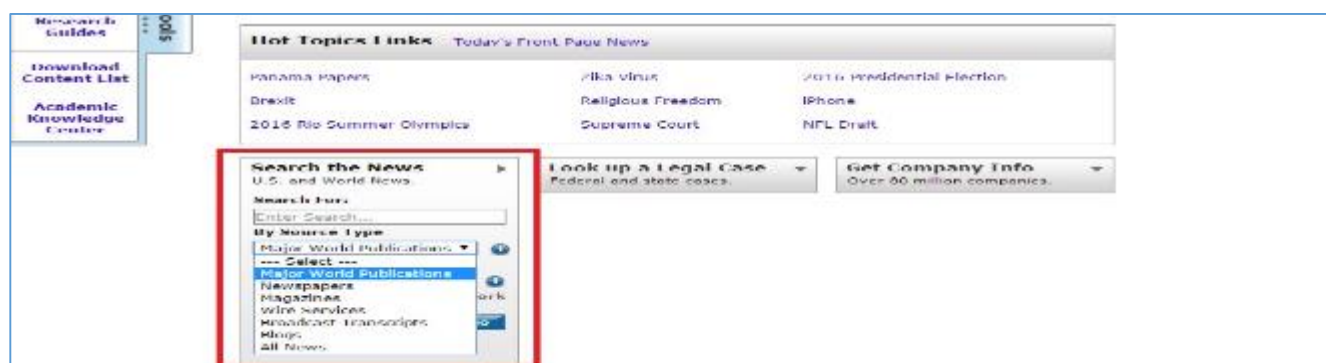 Research
Guides
Download
Content List
Academic
Knowledge
Center
Hot Topics Links Today's Front Page News
Panama Papers Zika Virus 2016 Presidential Election
Brexit Religious Freedom iPhone
2016 Rio Summer Olympics Supreme Court NFL Draft
Search the News Look up a Legal Case Get Company Info
U.S. and World News. Federal and state cases. Over 80 million companies.
Search For:
Enter Search...
By Source Type
Major World Publications
--- Select ---
Major World Publications
Newspapers
Magazines
Wire Services
Broadcast Transcripts
Blogs
All News